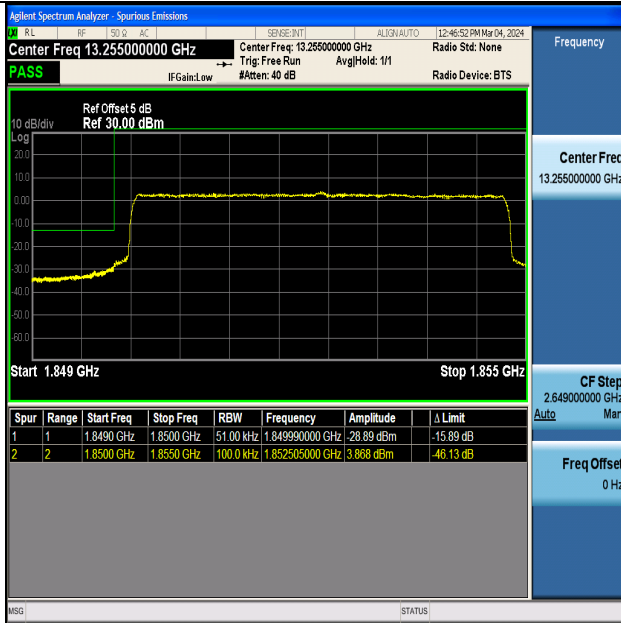 Agilent Spectrum Analyzer - Spurious Emissions
RL RF 50 Ω AC SENSE:INT ALIGN AUTO 12:46:52 PM Mar 04, 2024
Center Freq 13.255000000 GHz
Center Freq: 13.255000000 GHz
Radio Std: None
Trig: Free Run Avg|Hold: 1/1
PASS
IFGain:Low
#Atten: 40 dB
Radio Device: BTS
Ref Offset 5 dB
10 dB/div Ref 30.00 dBm
Log
20.0
10.0
0.00
-10.0
-20.0
-30.0
-40.0
-50.0
-60.0
Start 1.849 GHz Stop 1.855 GHz
Spur Range Start Freq Stop Freq RBW Frequency Amplitude Δ Limit
1 1 1.8490 GHz 1.8500 GHz 51.00 kHz 1.849990000 GHz -28.89 dBm -15.89 dB
2 2 1.8500 GHz 1.8550 GHz 100.0 kHz 1.852505000 GHz 3.868 dBm -46.13 dB
MSG STATUS
Frequency
Center Freq
13.255000000 GHz
CF Step
2.649000000 GHz
Auto Man
Freq Offset
0 Hz